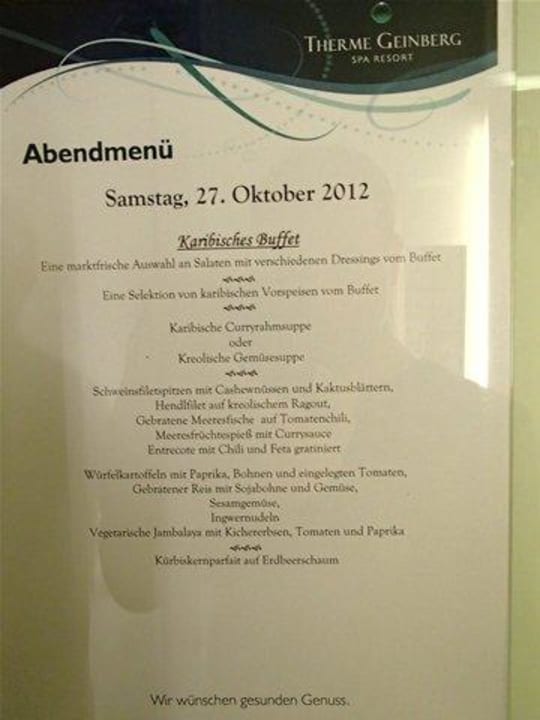 THERME GEINBERG
SPA RESORT
Abendmenü
Samstag, 27. Oktober 2012
Karibisches Buffet
Eine marktfrische Auswahl an Salaten mit verschiedenen Dressings vom Buffet
Eine Selektion von karibischen Vorspeisen vom Buffet
Karibische Curryrahmsuppe
oder
Kreolische Gemüsesuppe
Schweinsfiletspitzen mit Cashewnüssen und Kaktusblättern,
Hendlfilet auf kreolischem Ragout,
Gebratene Meeresfische auf Tomatenchili,
Meeresfrüchtespieß mit Currysauce
Entrecote mit Chili und Feta gratiniert
Würfelkartoffeln mit Paprika, Bohnen und eingelegten Tomaten,
Gebratener Reis mit Sojabohne und Gemüse,
Sesamgemüse,
Ingwernudeln
Vegetarische Jambalaya mit Kichererbsen, Tomaten und Paprika
Kürbiskernparfait auf Erdbeerschaum
Wir wünschen gesunden Genuss.